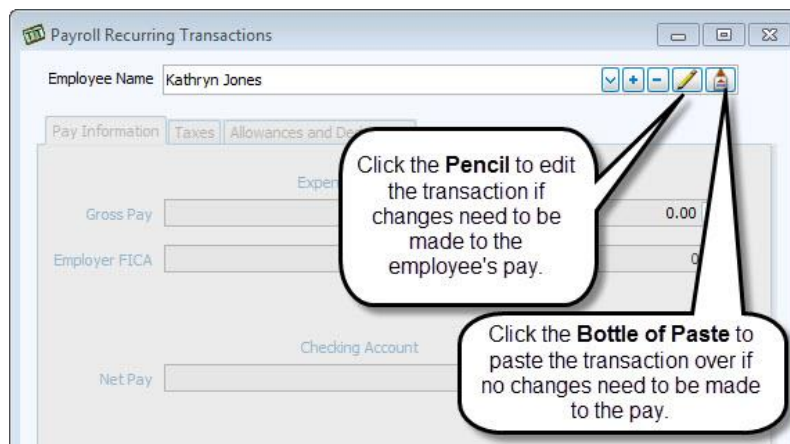 Payroll Recurring Transactions
Employee Name Kathryn Jones
Pay Information Taxes Allowances and
Click the Pencil to edit
the transaction if
changes need to be
made to the
employee's pay.
Gross Pay 0.00
Employer FICA
Click the Bottle of Paste to
paste the transaction over if
no changes need to be made
to the pay.
Checking Account
Net Pay